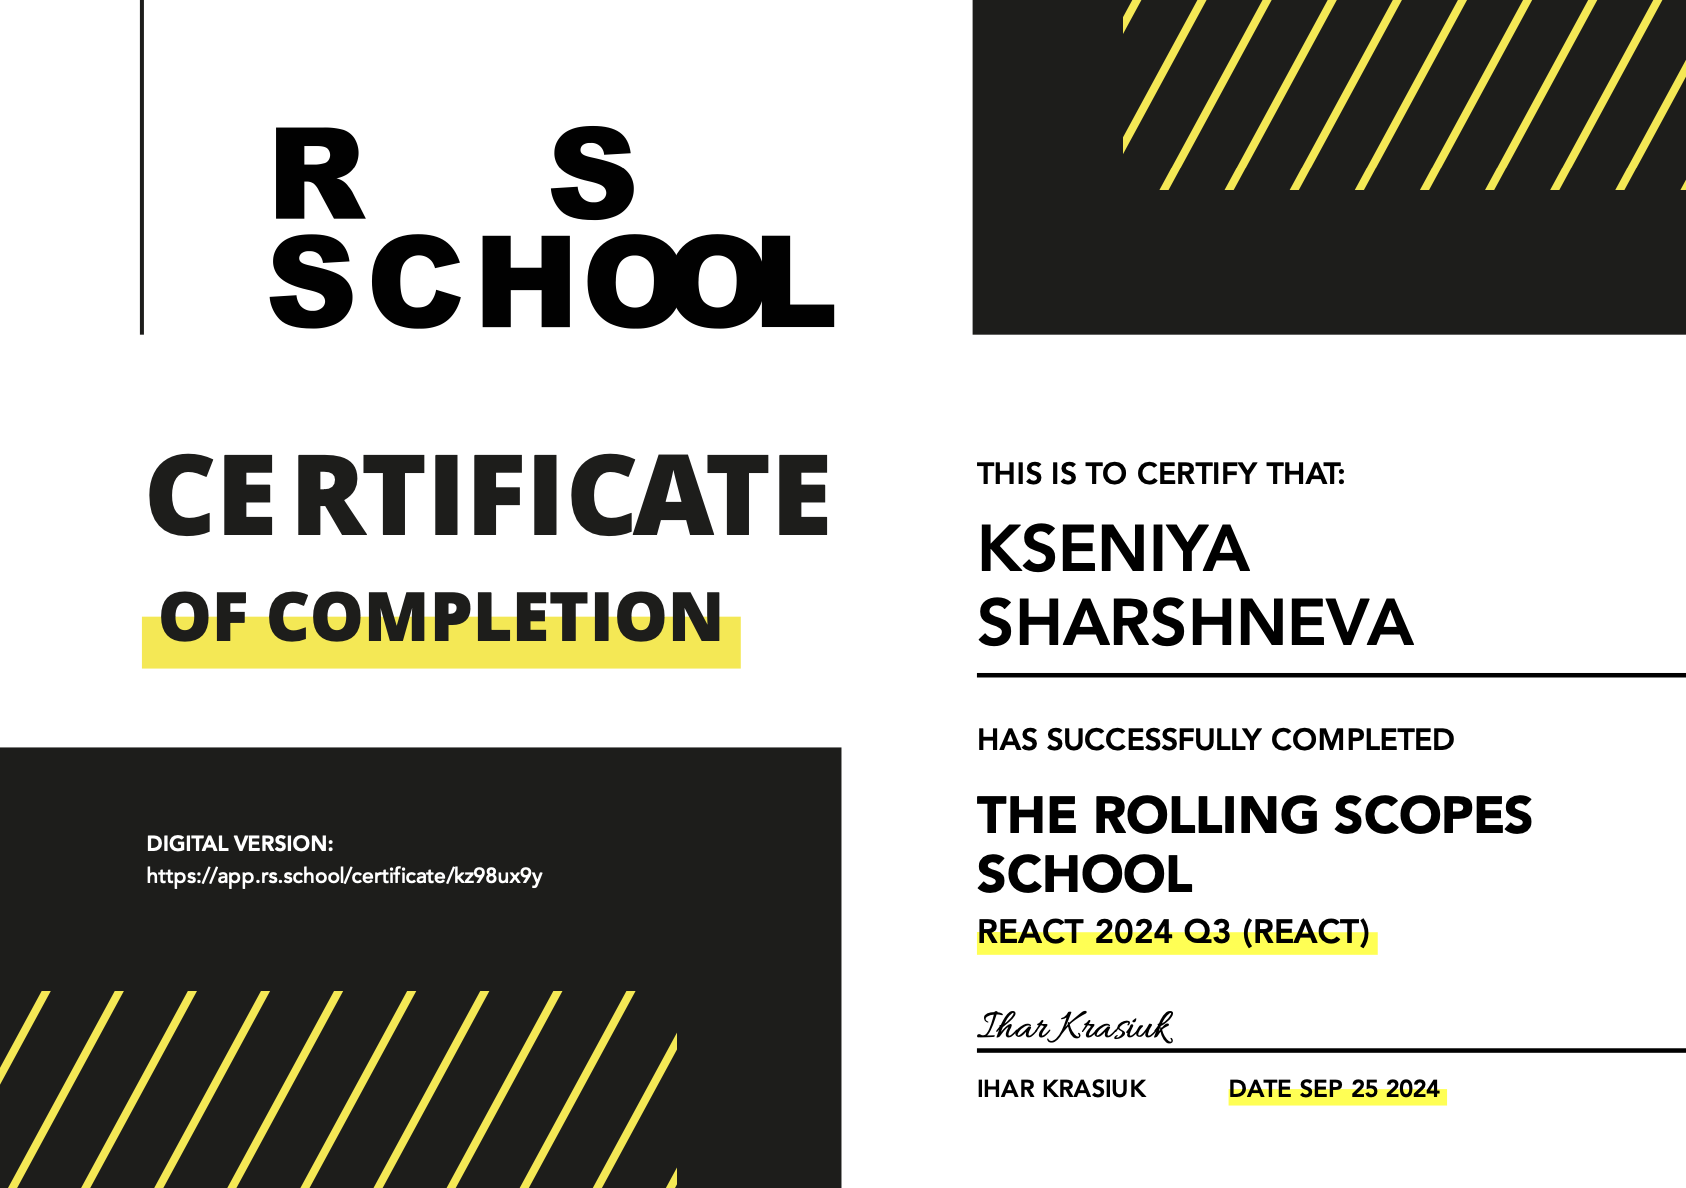 R S
SCHOOL
CERTIFICATE
OF COMPLETION
DIGITAL VERSION:
https://app.rs.school/certificate/kz98ux9y
THIS IS TO CERTIFY THAT:
KSENIYA
SHARSHNEVA
HAS SUCCESSFULLY COMPLETED
THE ROLLING SCOPES
SCHOOL
REACT 2024 Q3 (REACT)
Ihar Krasiuk
IHAR KRASIUK DATE SEP 25 2024